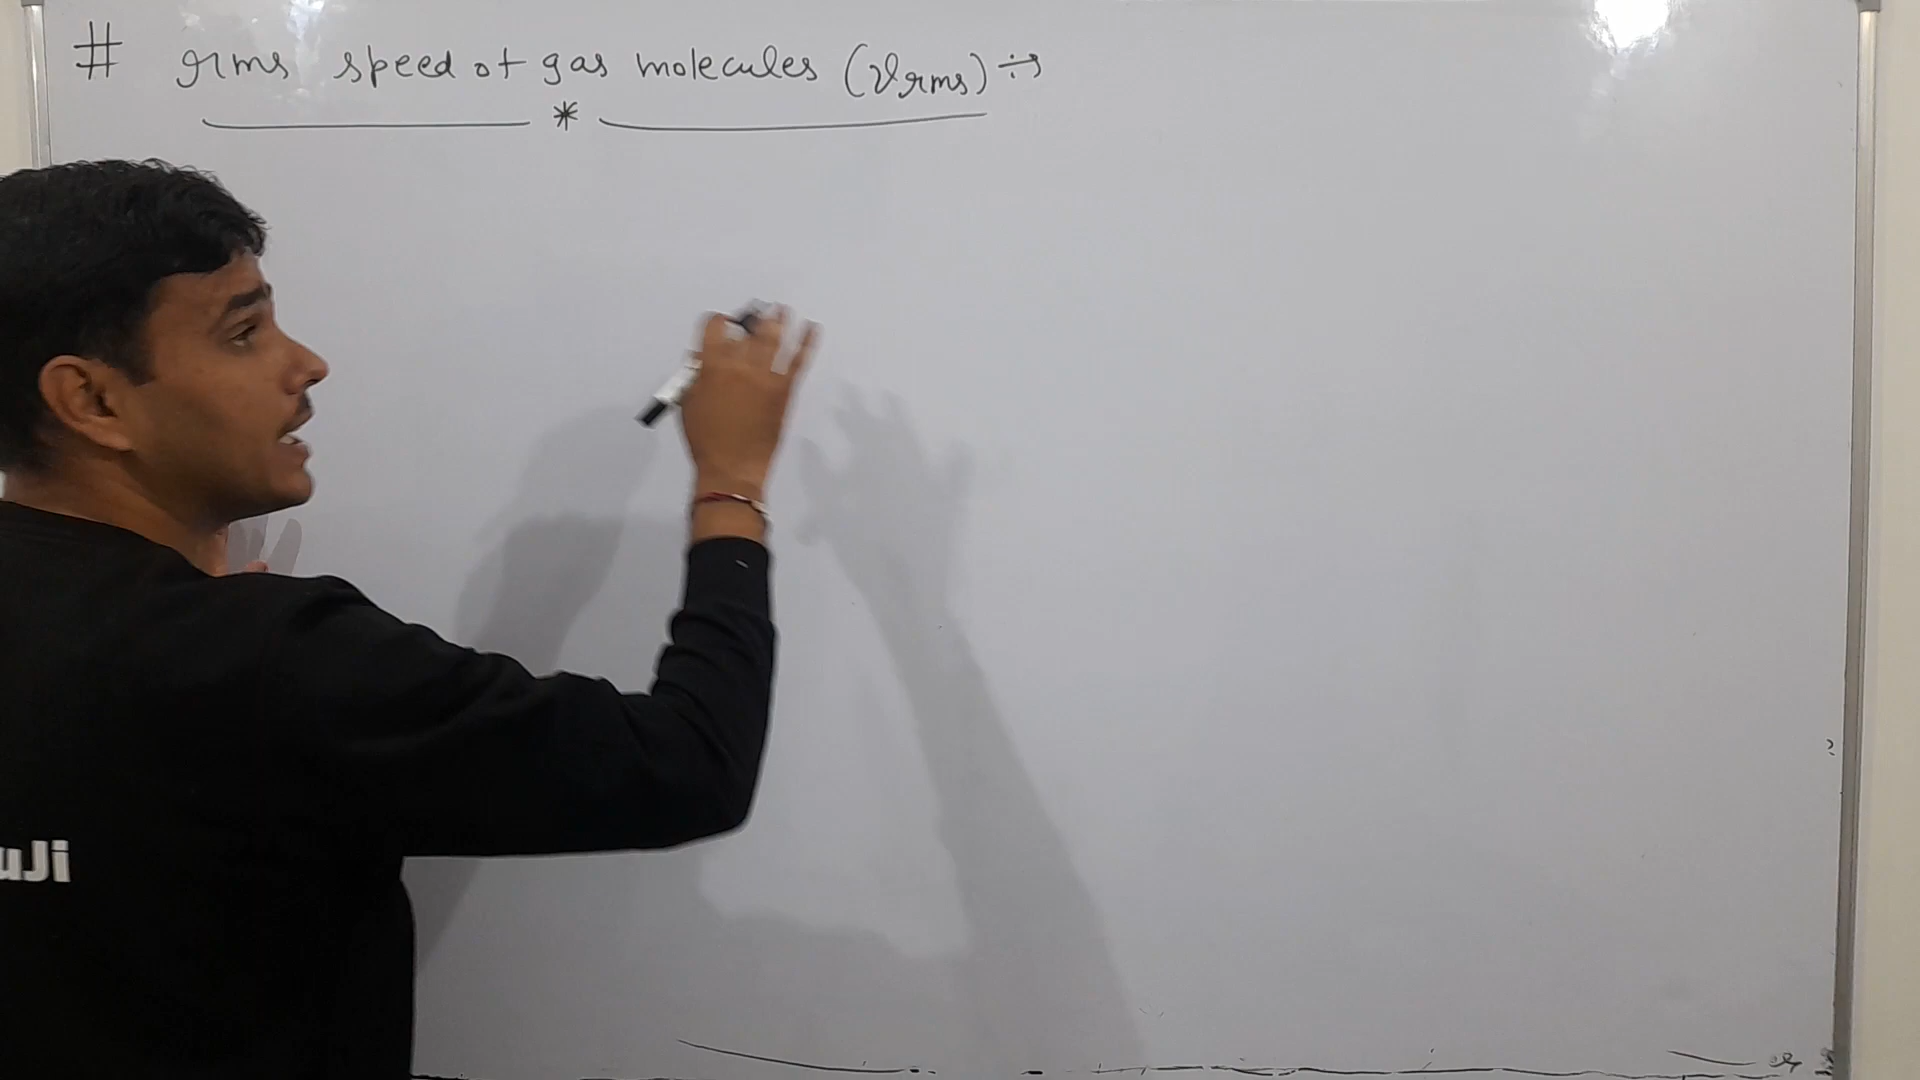 # rms speed of gas molecules (vrms) ÷→
*
uJi